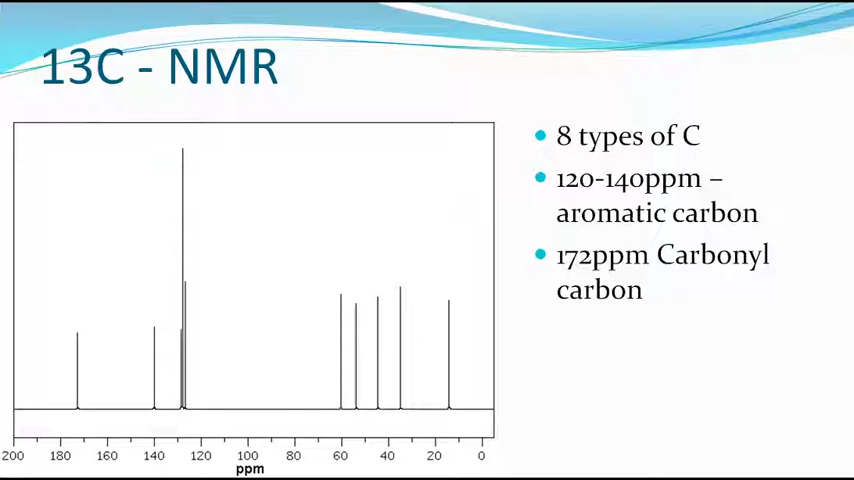 13C - NMR
8 types of C
120-140ppm –
aromatic carbon
172ppm Carbonyl
carbon
200 180 160 140 120 100 80 60 40 20 0
ppm